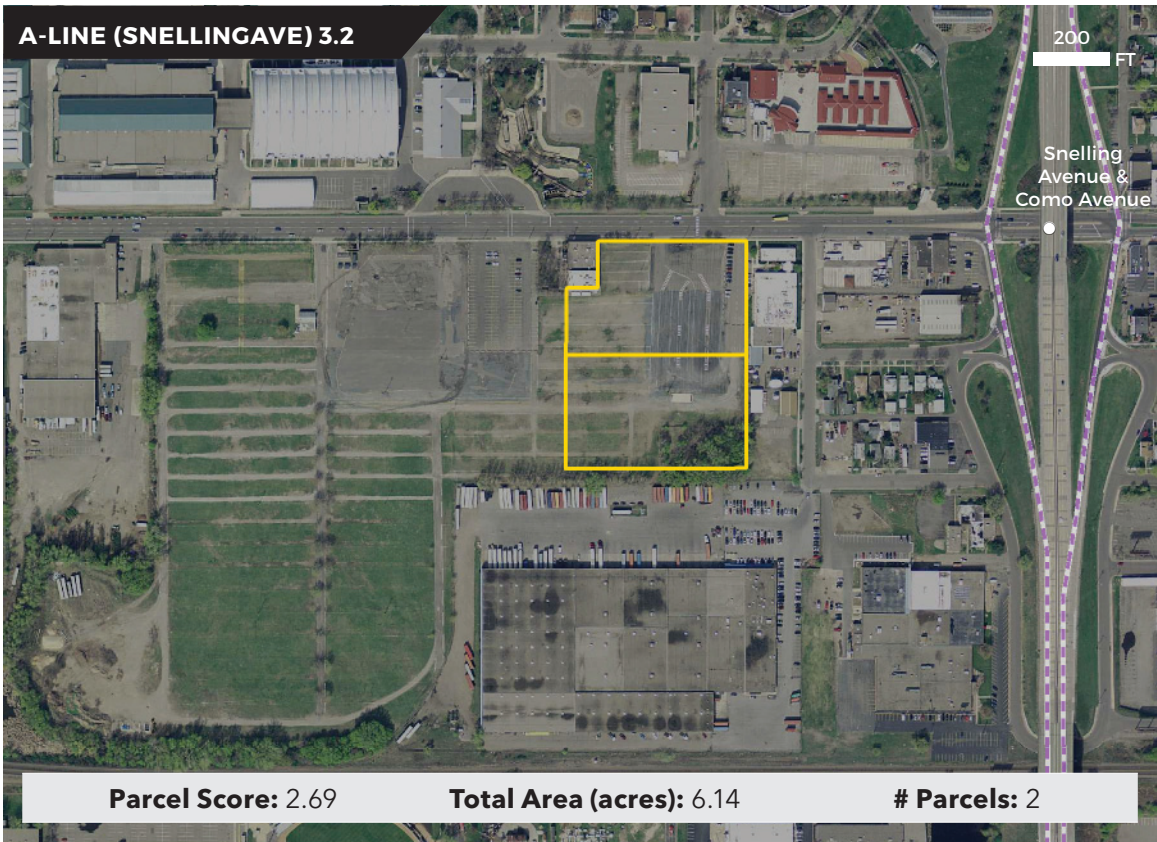 A-LINE (SNELLINGAVE) 3.2
200
FT
Snelling
Avenue &
Como Avenue
Parcel Score: 2.69 Total Area (acres): 6.14 # Parcels: 2